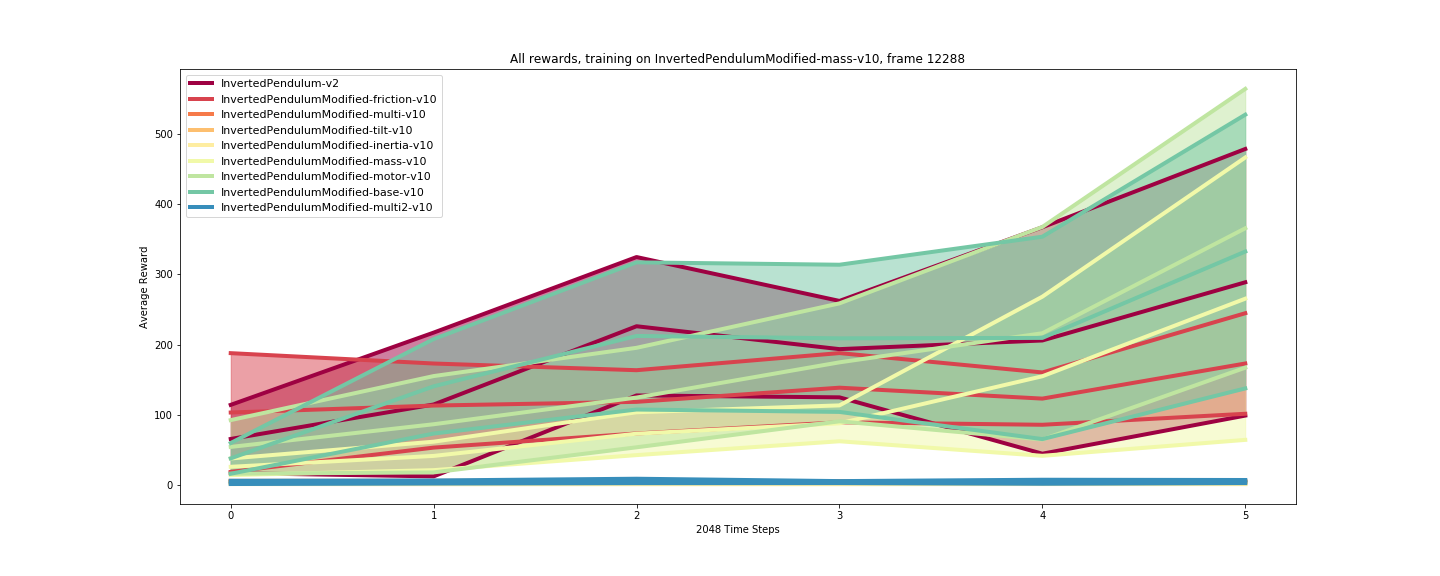 All rewards, training on InvertedPendulumModified-mass-v10, frame 12288
InvertedPendulum-v2
InvertedPendulumModified-friction-v10
InvertedPendulumModified-multi-v10
InvertedPendulumModified-tilt-v10
InvertedPendulumModified-inertia-v10
InvertedPendulumModified-mass-v10
InvertedPendulumModified-motor-v10
InvertedPendulumModified-base-v10
InvertedPendulumModified-multi2-v10
Average Reward
500
400
300
200
100
0
0 1 2 3 4 5
2048 Time Steps